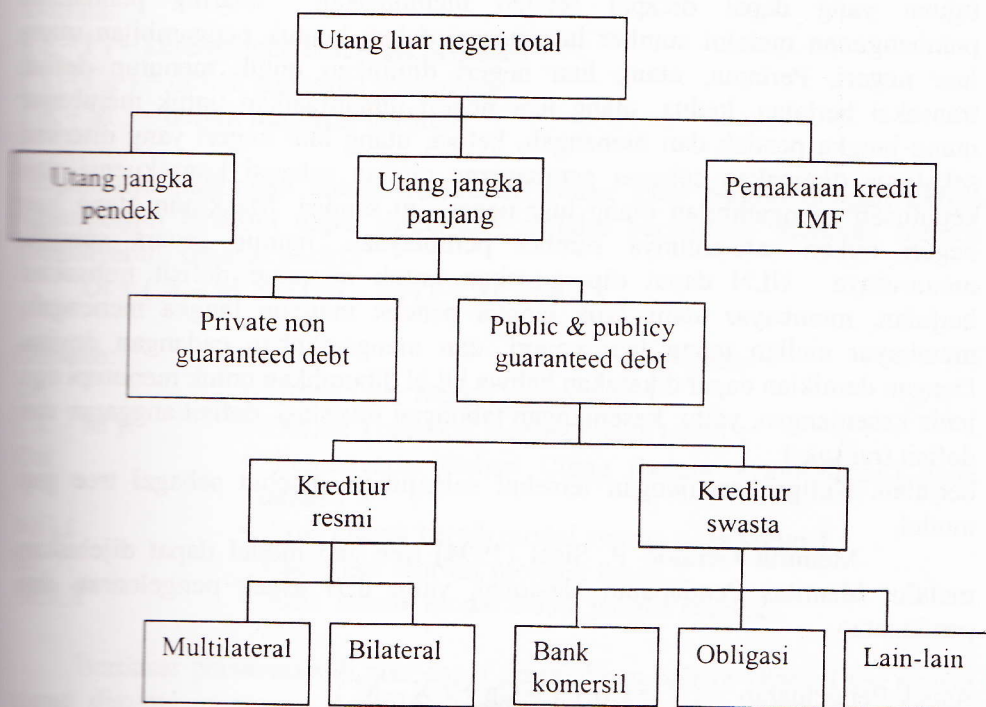 Utang luar negeri total
Utang jangka
pendek
Utang jangka
panjang
Pemakaian kredit
IMF
Private non
guaranteed debt
Public & publicy
guaranteed debt
Kreditur
resmi
Kreditur
swasta
Multilateral
Bilateral
Bank
komersil
Obligasi
Lain-lain